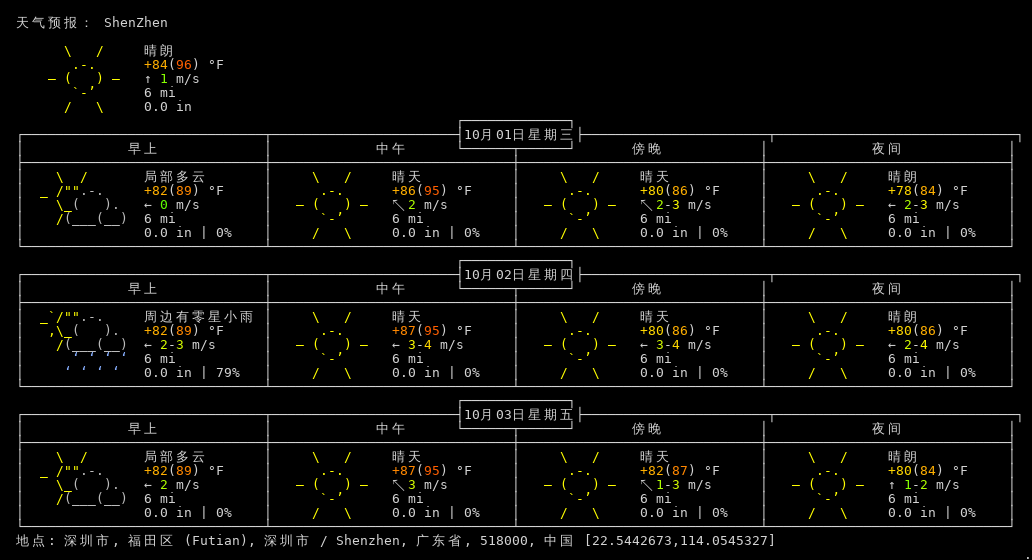 天气预报： ShenZhen
晴朗
+84(96) °F
↑ 1 m/s
6 mi
0.0 in
10月01日星期三
早上 中午 傍晚 夜间
局部多云 晴天 晴天 晴朗
+82(89) °F +86(95) °F +80(86) °F +78(84) °F
← 0 m/s ↖ 2 m/s ↖ 2-3 m/s ← 2-3 m/s
6 mi 6 mi 6 mi 6 mi
0.0 in | 0% 0.0 in | 0% 0.0 in | 0% 0.0 in | 0%
10月02日星期四
早上 中午 傍晚 夜间
周边有零星小雨 晴天 晴天 晴朗
+82(89) °F +87(95) °F +80(86) °F +80(86) °F
← 2-3 m/s ← 3-4 m/s ← 3-4 m/s ← 2-4 m/s
6 mi 6 mi 6 mi 6 mi
0.0 in | 79% 0.0 in | 0% 0.0 in | 0% 0.0 in | 0%
10月03日星期五
早上 中午 傍晚 夜间
局部多云 晴天 晴天 晴朗
+82(89) °F +87(95) °F +82(87) °F +80(84) °F
← 2 m/s ↖ 3 m/s ↖ 1-3 m/s ↑ 1-2 m/s
6 mi 6 mi 6 mi 6 mi
0.0 in | 0% 0.0 in | 0% 0.0 in | 0% 0.0 in | 0%
地点: 深圳市, 福田区 (Futian), 深圳市 / Shenzhen, 广东省, 518000, 中国 [22.5442673,114.0545327]